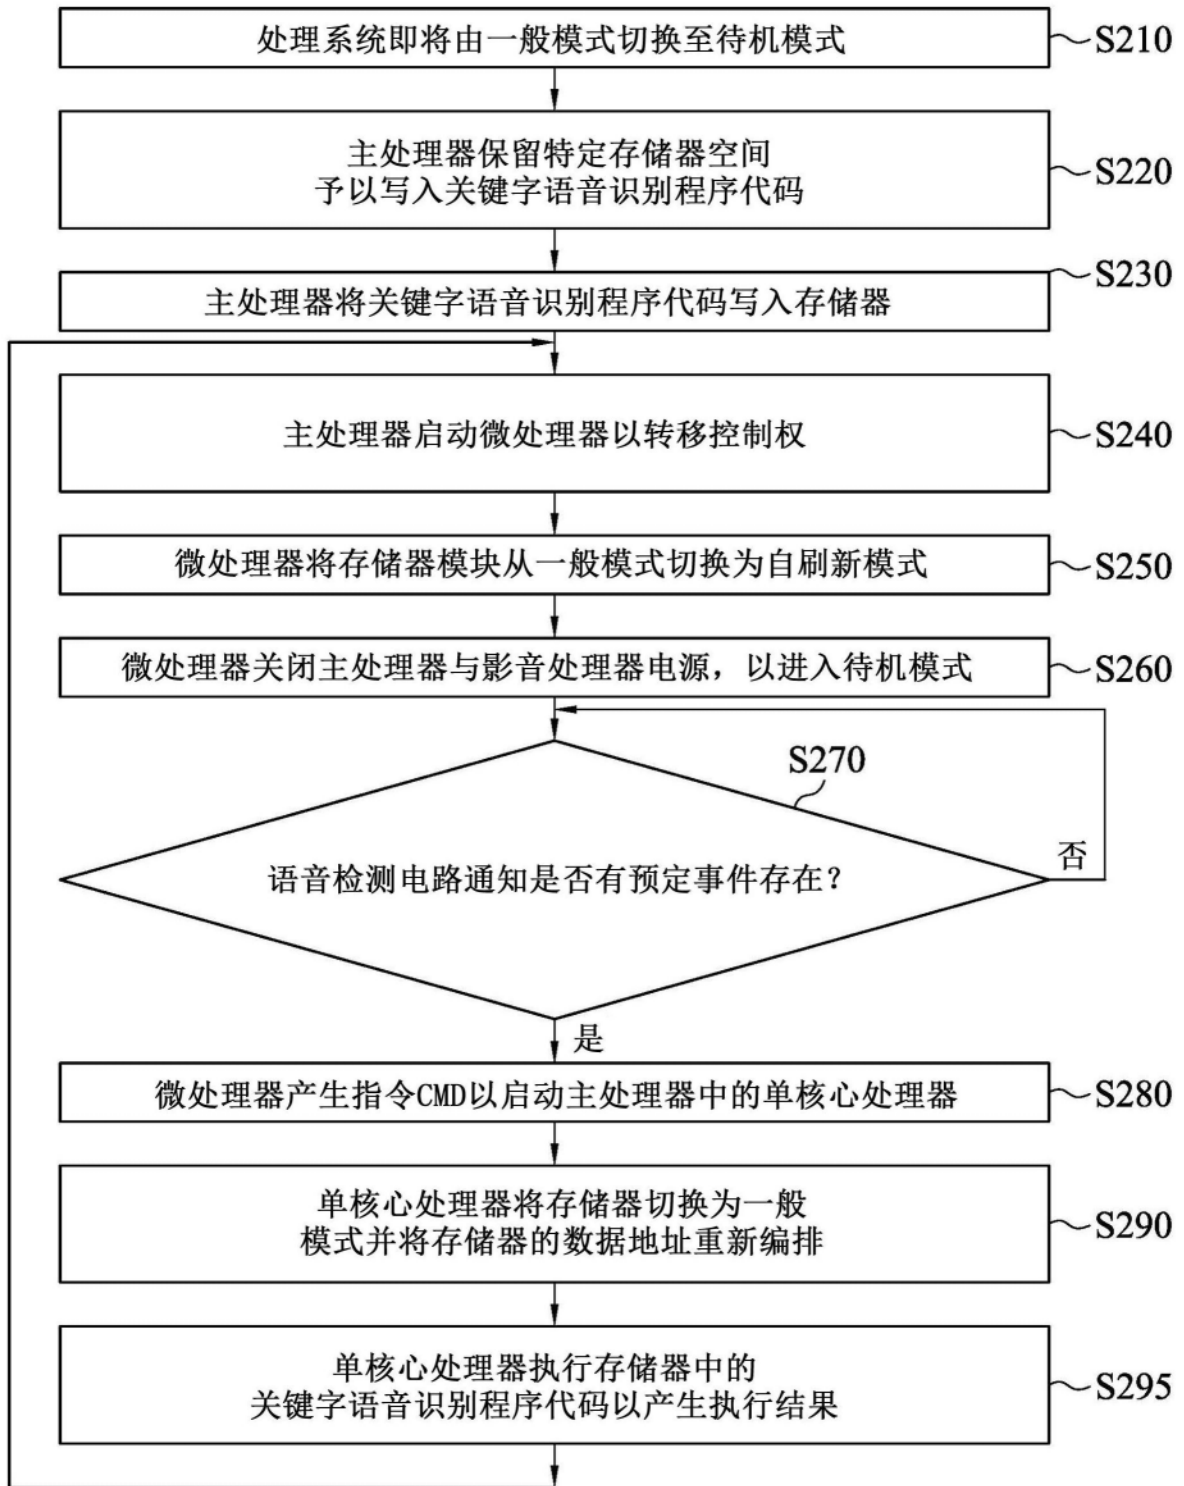 处理系统即将由一般模式切换至待机模式
S210
主处理器保留特定存储器空间
予以写入关键字语音识别程序代码
S220
主处理器将关键字语音识别程序代码写入存储器
S230
主处理器启动微处理器以转移控制权
S240
微处理器将存储器模块从一般模式切换为自刷新模式
S250
微处理器关闭主处理器与影音处理器电源，以进入待机模式
S260
S270
语音检测电路通知是否有预定事件存在？
否
是
微处理器产生指令CMD以启动主处理器中的单核心处理器
S280
单核心处理器将存储器切换为一般
模式并将存储器的数据地址重新编排
S290
单核心处理器执行存储器中的
关键字语音识别程序代码以产生执行结果
S295